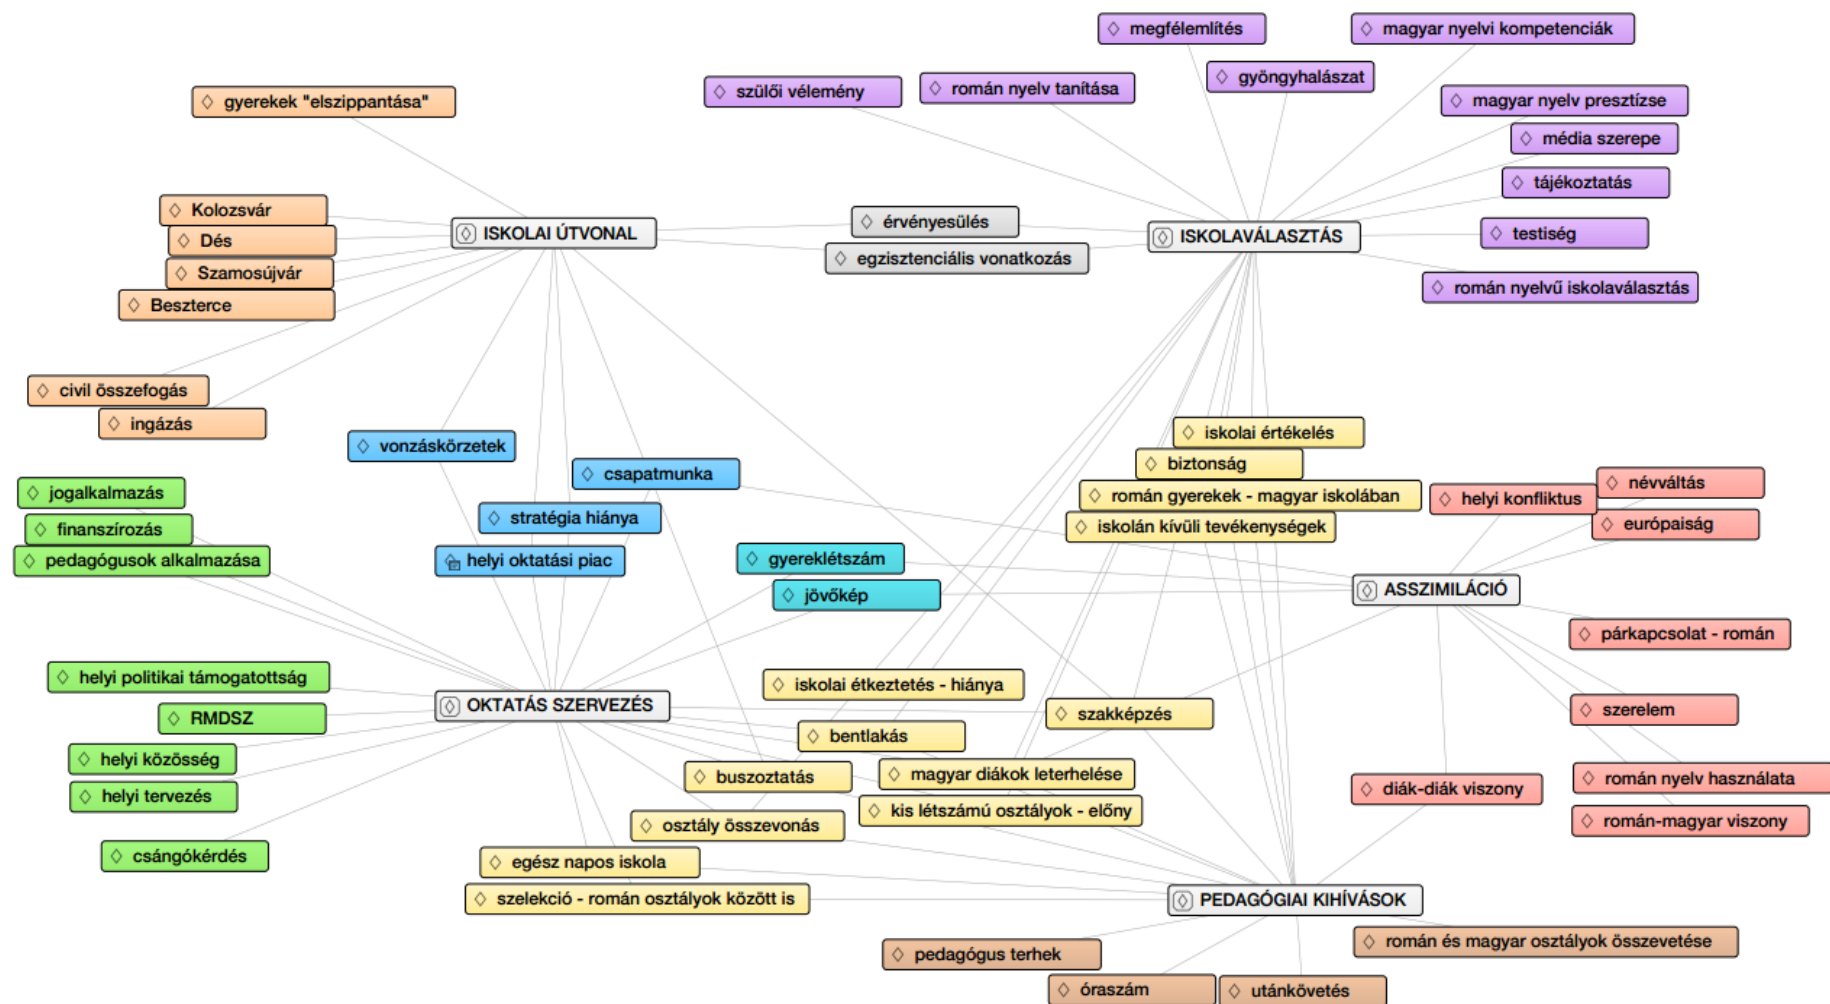 megfélemlítés
magyar nyelvi kompetenciák
gyöngyhalászat
szülői vélemény
román nyelv tanítása
gyerekek "elszippantása"
magyar nyelv presztízse
média szerepe
tájékoztatás
Kolozsvár
érvényesülés
ISKOLAI ÚTVONAL
ISKOLAVÁLASZTÁS
testiség
Dés
egzisztenciális vonatkozás
Szamosújvár
román nyelvű iskolaválasztás
Beszterce
civil összefogás
ingázás
iskolai értékelés
vonzáskörzetek
biztonság
csapatmunka
névváltás
jogalkalmazás
román gyerekek - magyar iskolában
helyi konfliktus
stratégia hiánya
finanszírozás
iskolán kívüli tevékenységek
európaiság
pedagógusok alkalmazása
helyi oktatási piac
gyereklétszám
jövőkép
ASSZIMILÁCIÓ
párkapcsolat - román
helyi politikai támogatottság
iskolai étkeztetés - hiánya
OKTATÁS SZERVEZÉS
szakképzés
szerelem
RMDSZ
bentlakás
helyi közösség
buszoztatás
magyar diákok leterhelése
román nyelv használata
diák-diák viszony
helyi tervezés
kis létszámú osztályok - előny
román-magyar viszony
osztály összevonás
csángókérdés
egész napos iskola
szelekció - román osztályok között is
PEDAGÓGIAI KIHÍVÁSOK
román és magyar osztályok összevetése
pedagógus terhek
óraszám
utánkövetés